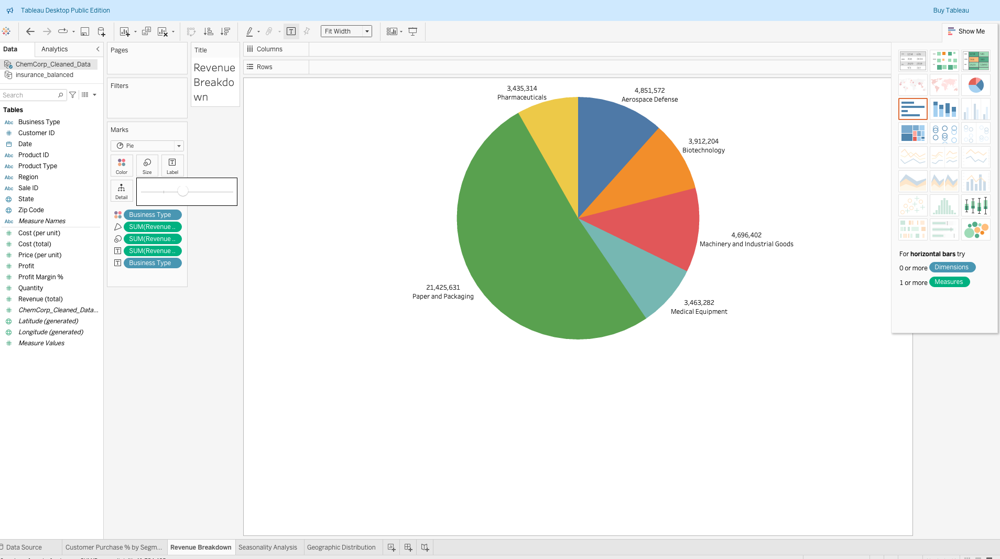 Tableau Desktop Public Edition
Buy Tableau
Fit Width
Show Me
Data
Analytics
ChemCorp_Cleaned_Data
insurance_balanced
Search
Tables
Abc Business Type
Customer ID
Date
Abc Product ID
Abc Product Type
Abc Region
Abc Sale ID
State
Zip Code
Abc Measure Names
Cost (per unit)
Cost (total)
Price (per unit)
Profit
Profit Margin %
Quantity
Revenue (total)
ChemCorp_Cleaned_Data...
Latitude (generated)
Longitude (generated)
Measure Values
Pages
Filters
Marks
Pie
Color
Size
Label
Detail
Business Type
SUM(Revenue ..
SUM(Revenue ..
SUM(Revenue ..
Business Type
Title
Revenue
Breakdo
wn
Columns
Rows
3,435,314
Pharmaceuticals
4,851,572
Aerospace Defense
3,912,204
Biotechnology
4,696,402
Machinery and Industrial Goods
3,463,282
Medical Equipment
21,425,631
Paper and Packaging
For horizontal bars try
0 or more Dimensions
1 or more Measures
Data Source
Customer Purchase % by Segm...
Revenue Breakdown
Seasonality Analysis
Geographic Distribution